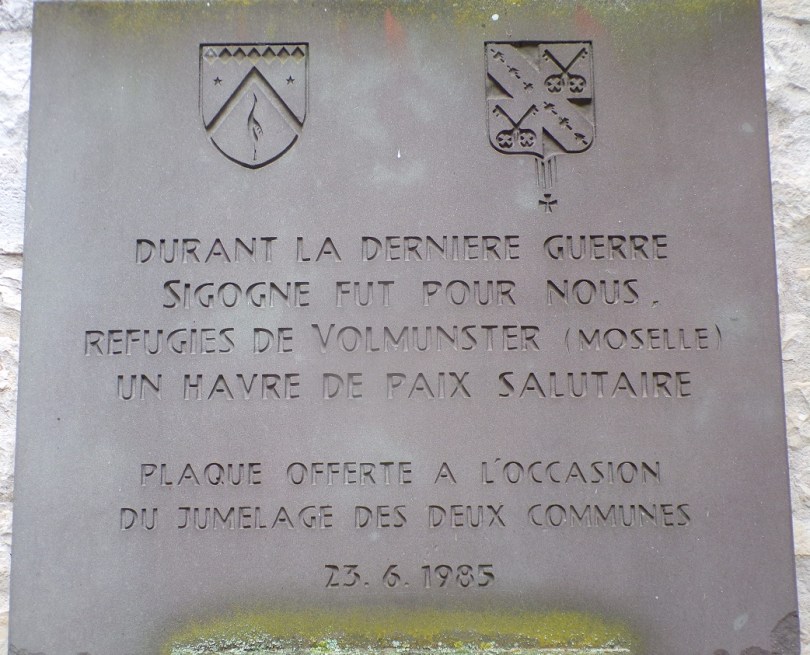 DURANT LA DERNIERE GUERRE
SIGOGNE FUT POUR NOUS,
REFUGIES DE VOLMUNSTER (MOSELLE)
UN HAVRE DE PAIX SALUTAIRE
PLAQUE OFFERTE A L'OCCASION
DU JUMELAGE DES DEUX COMMUNES
23.6.1985